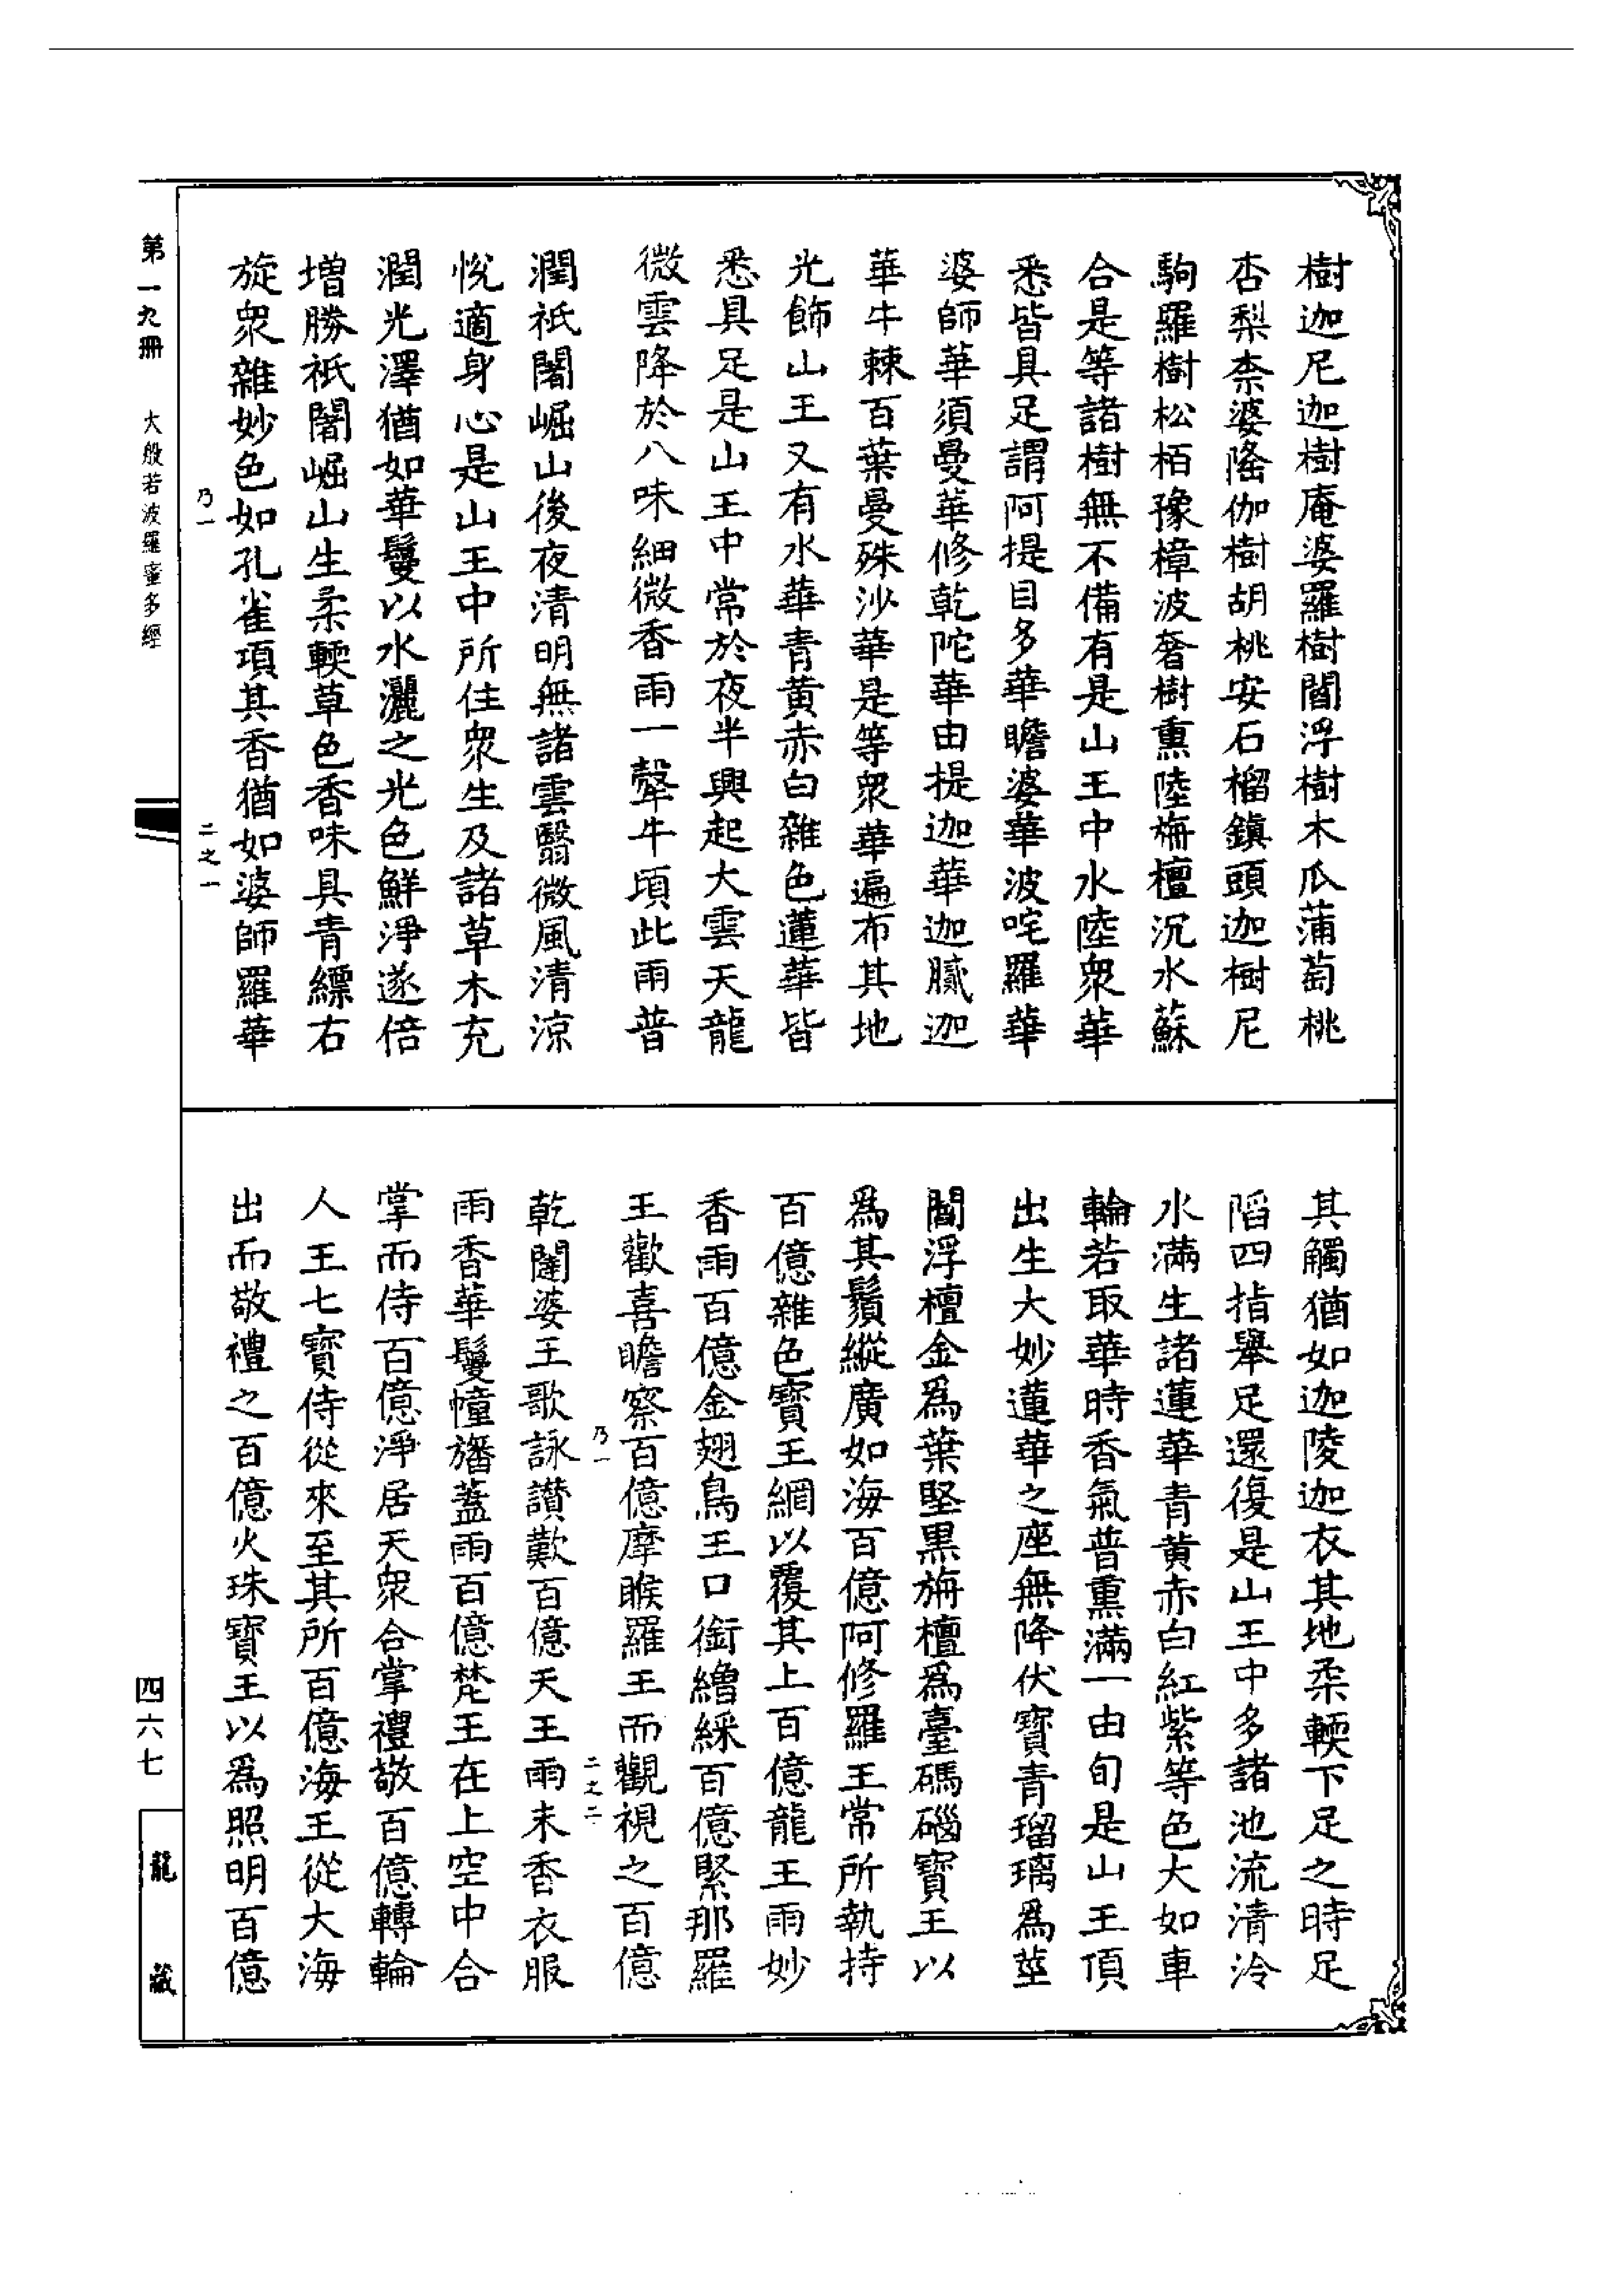 樹迦尼迦樹庵婆羅樹閻浮樹木瓜蒲萄桃
杏梨柰婆陊伽樹胡桃安石榴鎮頭迦樹尼
駒羅樹松栢豫樟波奢樹熏陸栴檀沉水蘇
合是等諸樹無不備有是山王中水陸衆華
悉皆具足謂阿提目多華瞻婆華波咤羅華
婆師華須曼華修乾陀華由提迦華迦膩迦
華牛棘百葉曼殊沙華是等衆華遍布其地
光飾山王又有水華青黄赤白雜色蓮華皆
悉具足是山王中常於夜半興起大雲天龍
微雲降於八味細微香雨一𤚲牛頃此雨普
潤祇闍崛山後夜清明無諸雲翳微風清涼
悅適身心是山王中所住衆生及諸草木充
潤光澤猶如華鬘以水灑之光色鮮淨遂倍
增勝祇闍崛山生柔輭草色香味具青縹右
旋衆雜妙色如孔雀項其香猶如婆師羅華
乃一
二之一
其觸猶如迦陵迦衣其地柔輭下足之時足
陷四指舉足還復是山王中多諸池流清泠
水滿生諸蓮華青黄赤白紅紫等色大如車
輪若取華時香氣普熏滿一由旬是山王頂
出生大妙蓮華之座無降伏寶青瑠璃爲莖
閻浮檀金爲葉堅黒栴檀爲臺碼碯寶王以
爲其鬚縱廣如海百億阿修羅王常所執持
百億雜色寶王網以覆其上百億龍王雨妙
香雨百億金翅鳥王口銜繒綵百億緊那羅
王歡喜瞻察百億摩睺羅王而觀視之百億
乃一
二之二
乾闥婆王歌詠讃歎百億天王雨末香衣服
雨香華鬘幢旛蓋雨百億梵王在上空中合
掌而侍百億淨居天衆合掌禮敬百億轉輪
人王七寶侍從來至其所百億海王從大海
出而敬禮之百億火珠寶王以爲照明百億
第一九冊
大般若波羅蜜多經
四六七
龍藏